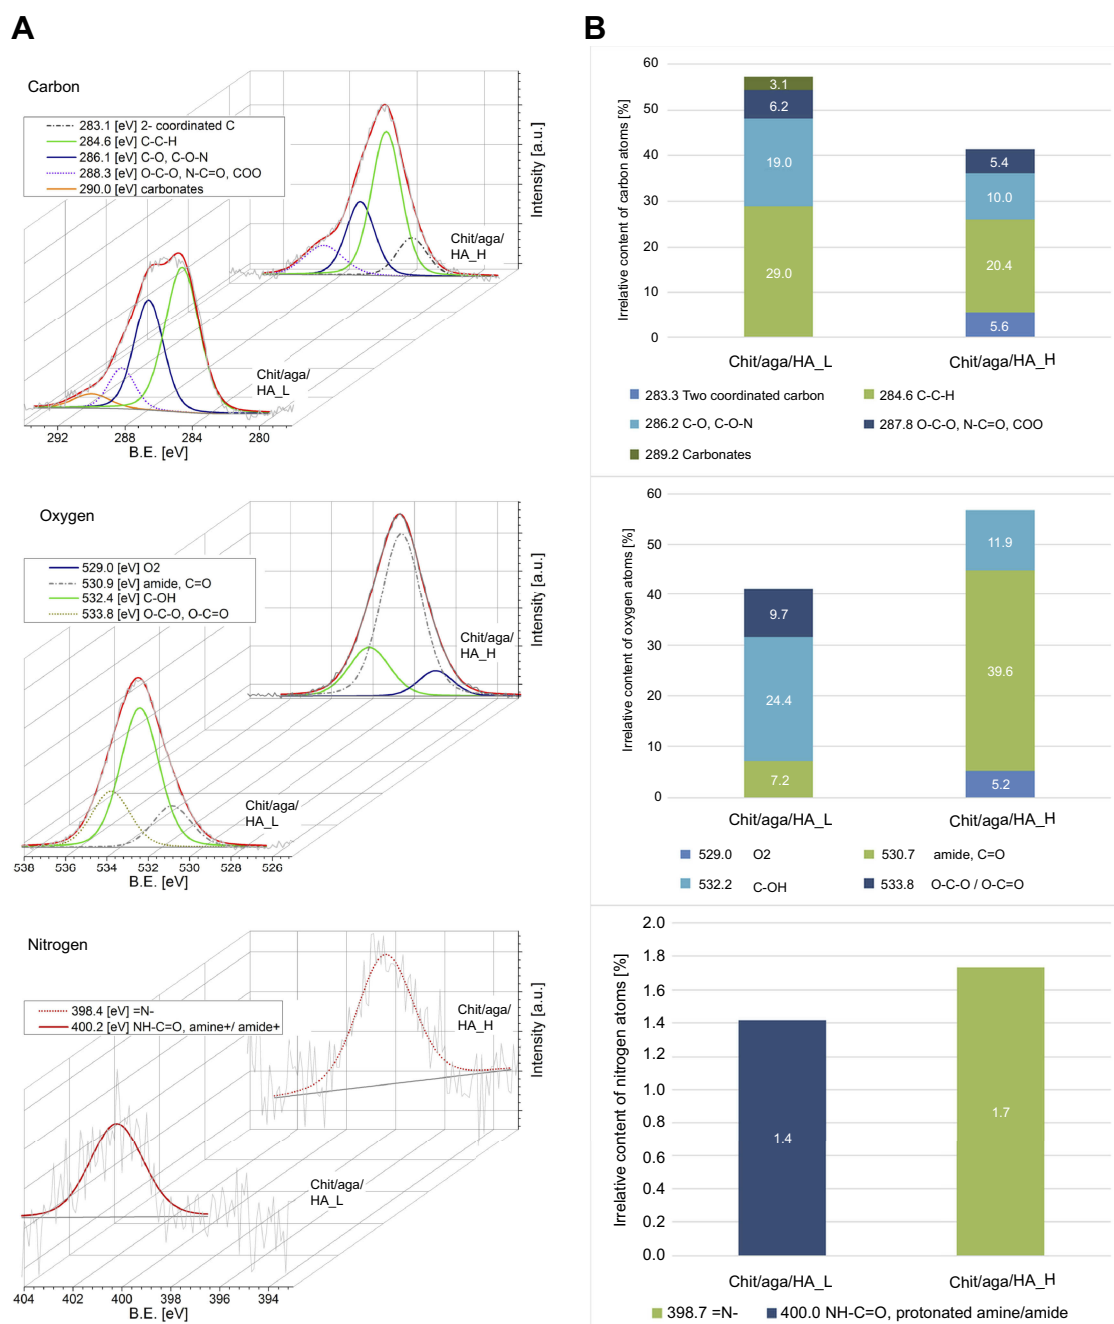 A
Carbon
283.1 [eV] 2- coordinated C
284.6 [eV] C-C-H
286.1 [eV] C-O, C-O-N
288.3 [eV] O-C-O, N-C=O, COO
290.0 [eV] carbonates
Intensity [a.u.]
Chit/aga/
HA_H
Chit/aga/
HA_L
292 288 284 280
B.E. [eV]
Oxygen
529.0 [eV] O2
530.9 [eV] amide, C=O
532.4 [eV] C-OH
533.8 [eV] O-C-O, O-C=O
Intensity [a.u.]
Chit/aga/
HA_H
Chit/aga/
HA_L
538 536 534 532 530 528 526
B.E. [eV]
Nitrogen
398.4 [eV] =N-
400.2 [eV] NH-C=O, amine+/ amide+
Intensity [a.u.]
Chit/aga/
HA_H
Chit/aga/
HA_L
404 402 400 398 396 394
B.E. [eV]
B
Irrelative content of carbon atoms [%]
60
50
40
30
20
10
0
3.1
6.2
19.0
29.0
5.4
10.0
20.4
5.6
Chit/aga/HA_L Chit/aga/HA_H
283.3 Two coordinated carbon 284.6 C-C-H
286.2 C-O, C-O-N 287.8 O-C-O, N-C=O, COO
289.2 Carbonates
Irrelative content of oxygen atoms [%]
60
50
40
30
20
10
0
9.7
24.4
7.2
11.9
39.6
5.2
Chit/aga/HA_L Chit/aga/HA_H
529.0 O2 530.7 amide, C=O
532.2 C-OH 533.8 O-C-O / O-C=O
Irrelative content of nitrogen atoms [%]
2.0
1.8
1.6
1.4
1.2
1.0
0.8
0.6
0.4
0.2
0.0
1.4
1.7
Chit/aga/HA_L Chit/aga/HA_H
398.7 =N- 400.0 NH-C=O, protonated amine/amide